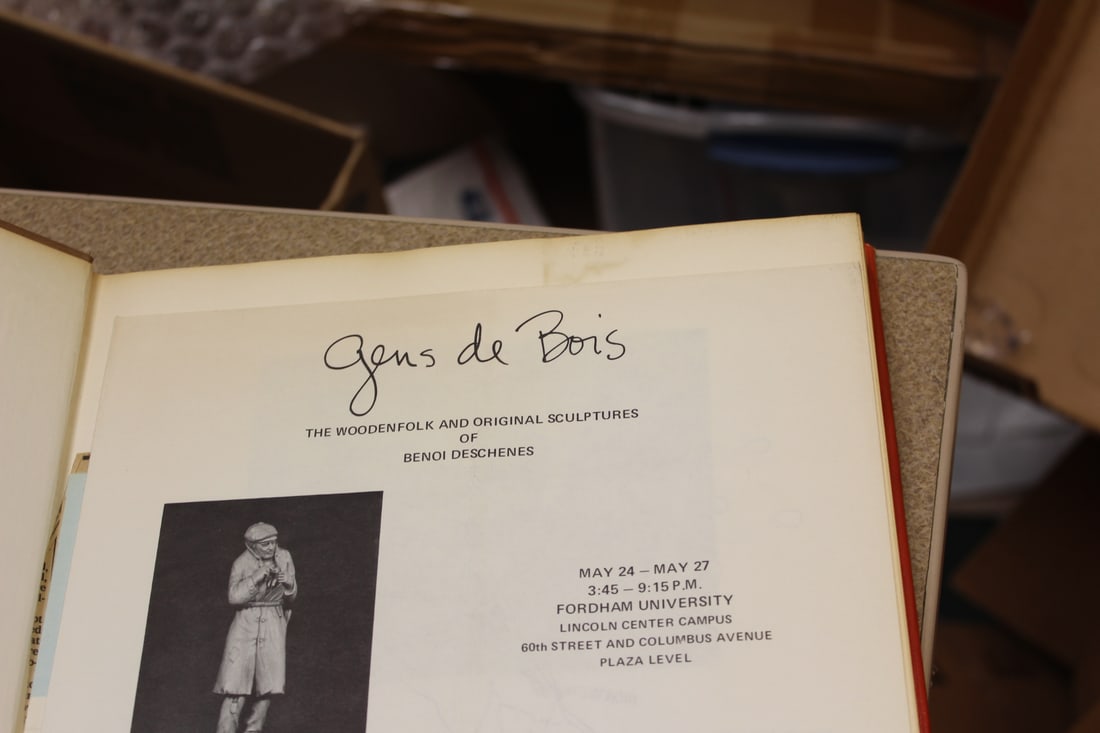 Gens de Bois
THE WOODENFOLK AND ORIGINAL SCULPTURES
OF
BENOI DESCHENES
MAY 24 – MAY 27
3:45 – 9:15 P.M.
FORDHAM UNIVERSITY
LINCOLN CENTER CAMPUS
60th STREET AND COLUMBUS AVENUE
PLAZA LEVEL